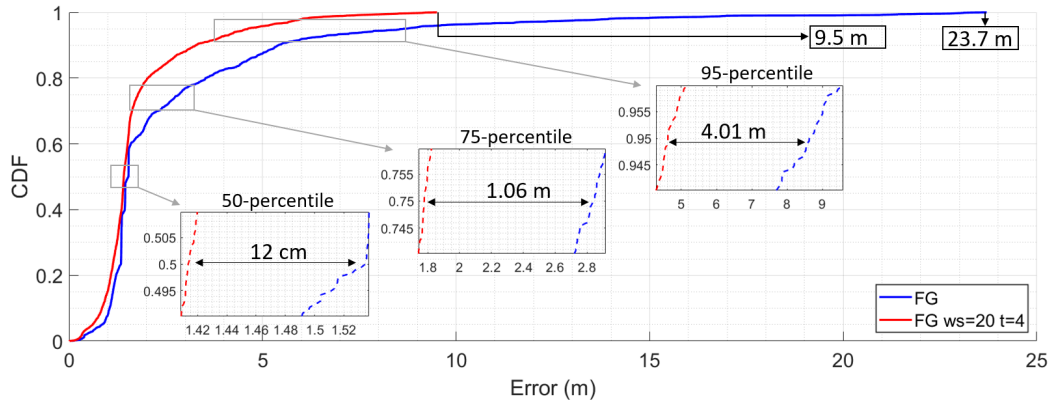 1
0.8
0.6
0.4
0.2
0
CDF
0
5
10
15
20
25
Error (m)
9.5 m
23.7 m
95-percentile
0.955
0.95
0.945
4.01 m
5 6 7 8 9
75-percentile
0.755
0.75
0.745
1.06 m
1.8 2 2.2 2.4 2.6 2.8
50-percentile
0.505
0.5
0.495
12 cm
1.42 1.44 1.46 1.48 1.5 1.52
FG
FG ws=20 t=4